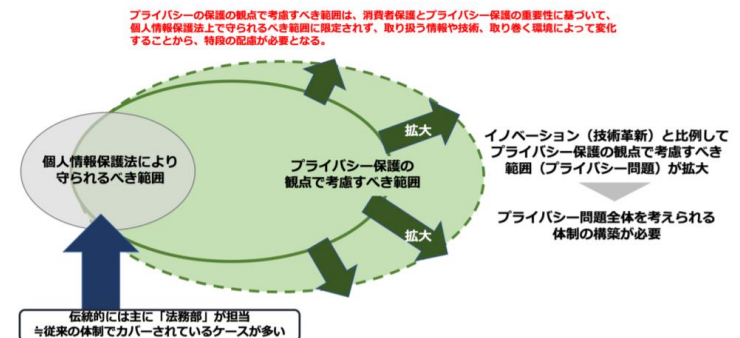 プライバシーの保護の観点で考慮すべき範囲は、消費者保護とプライバシー保護の重要性に基づいて、
個人情報保護法上で守られるべき範囲に限定されず、取り扱う情報や技術、取り巻く環境によって変化
することから、特段の配慮が必要となる。
拡大
イノベーション（技術革新）と比例して
プライバシー保護の観点で考慮すべき
範囲（プライバシー問題）が拡大
個人情報保護法により
守られるべき範囲
プライバシー保護の
観点で考慮すべき範囲
プライバシー問題全体を考えられる
体制の構築が必要
拡大
伝統的には主に「法務部」が担当
≒従来の体制でカバーされているケースが多い